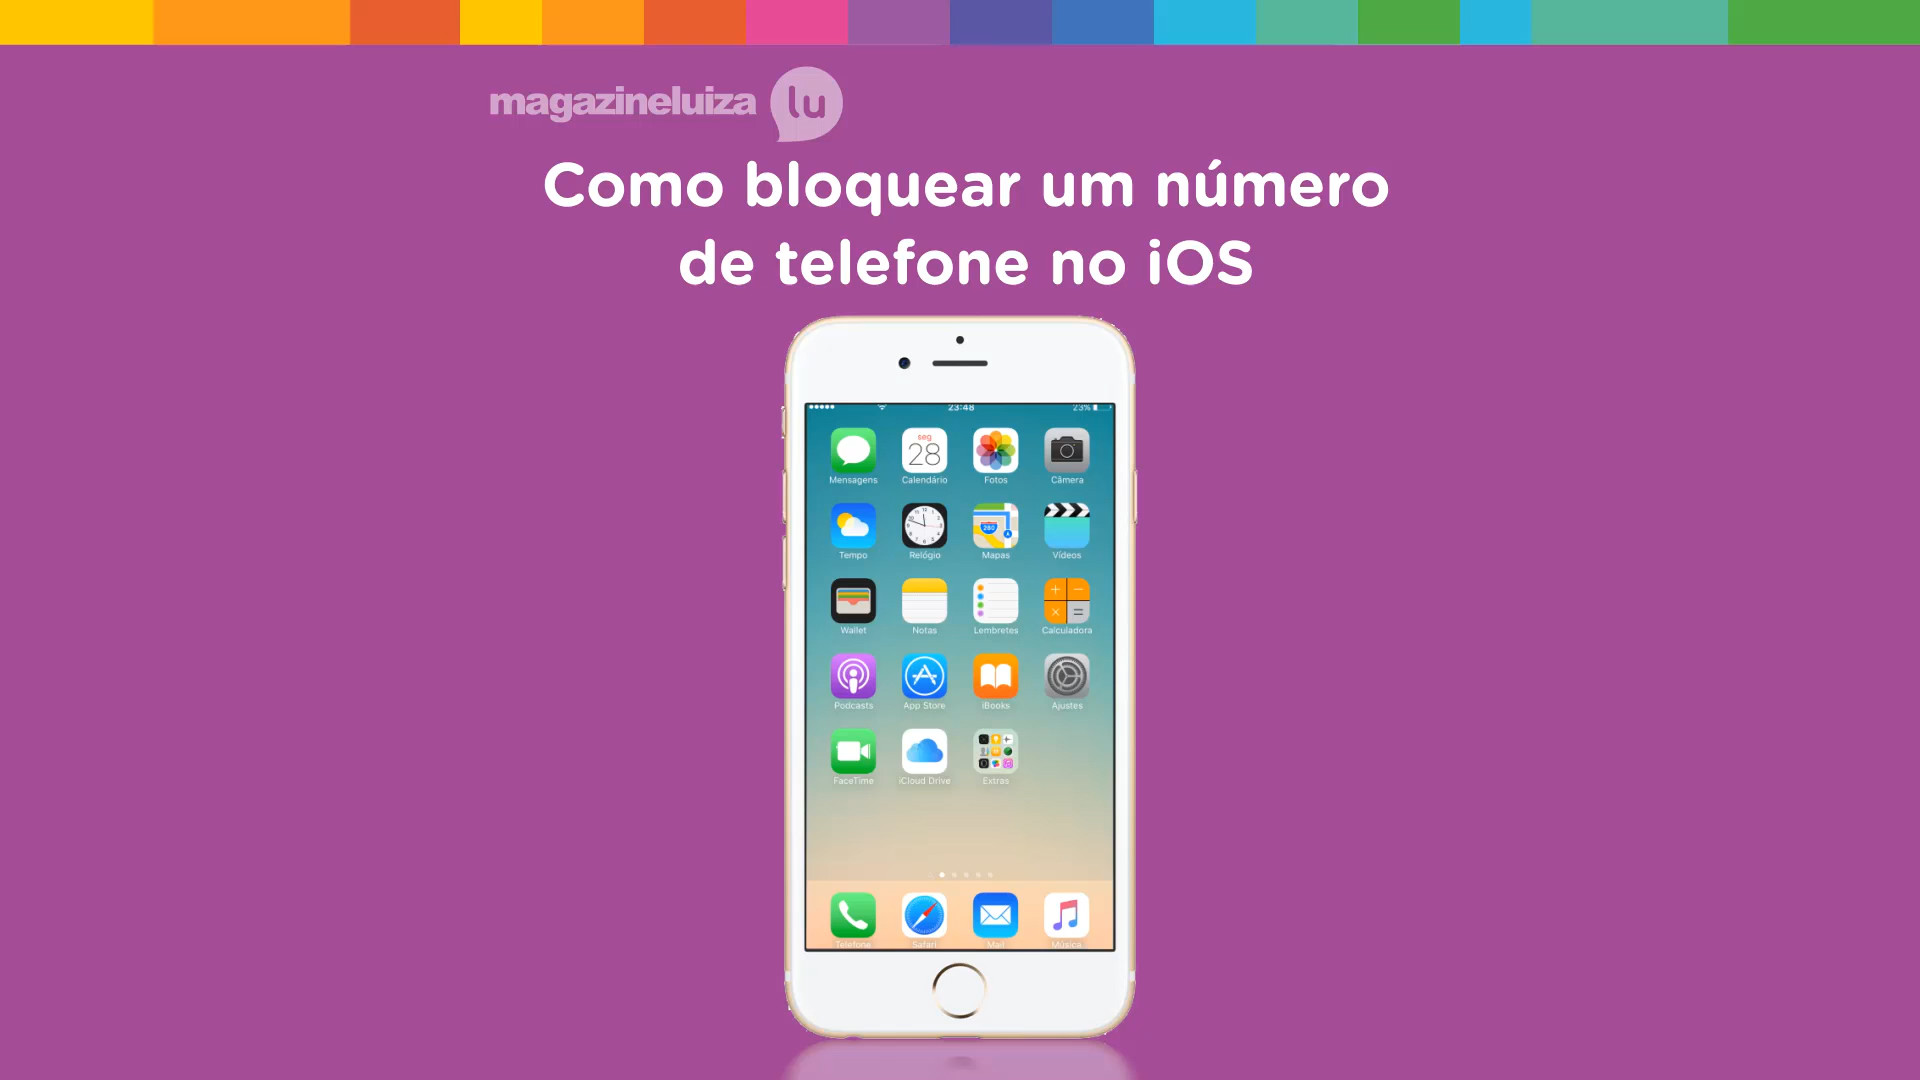 magazineluiza lu
Como bloquear um número
de telefone no iOS
23:48 23%
seg
28
Mensagens Calendário Fotos Câmera
280
Tempo Relógio Mapas Vídeos
Wallet Notas Lembretes Calculadora
Podcasts App Store iBooks Ajustes
FaceTime iCloud Drive Extras
Telefone Safari Mail Música